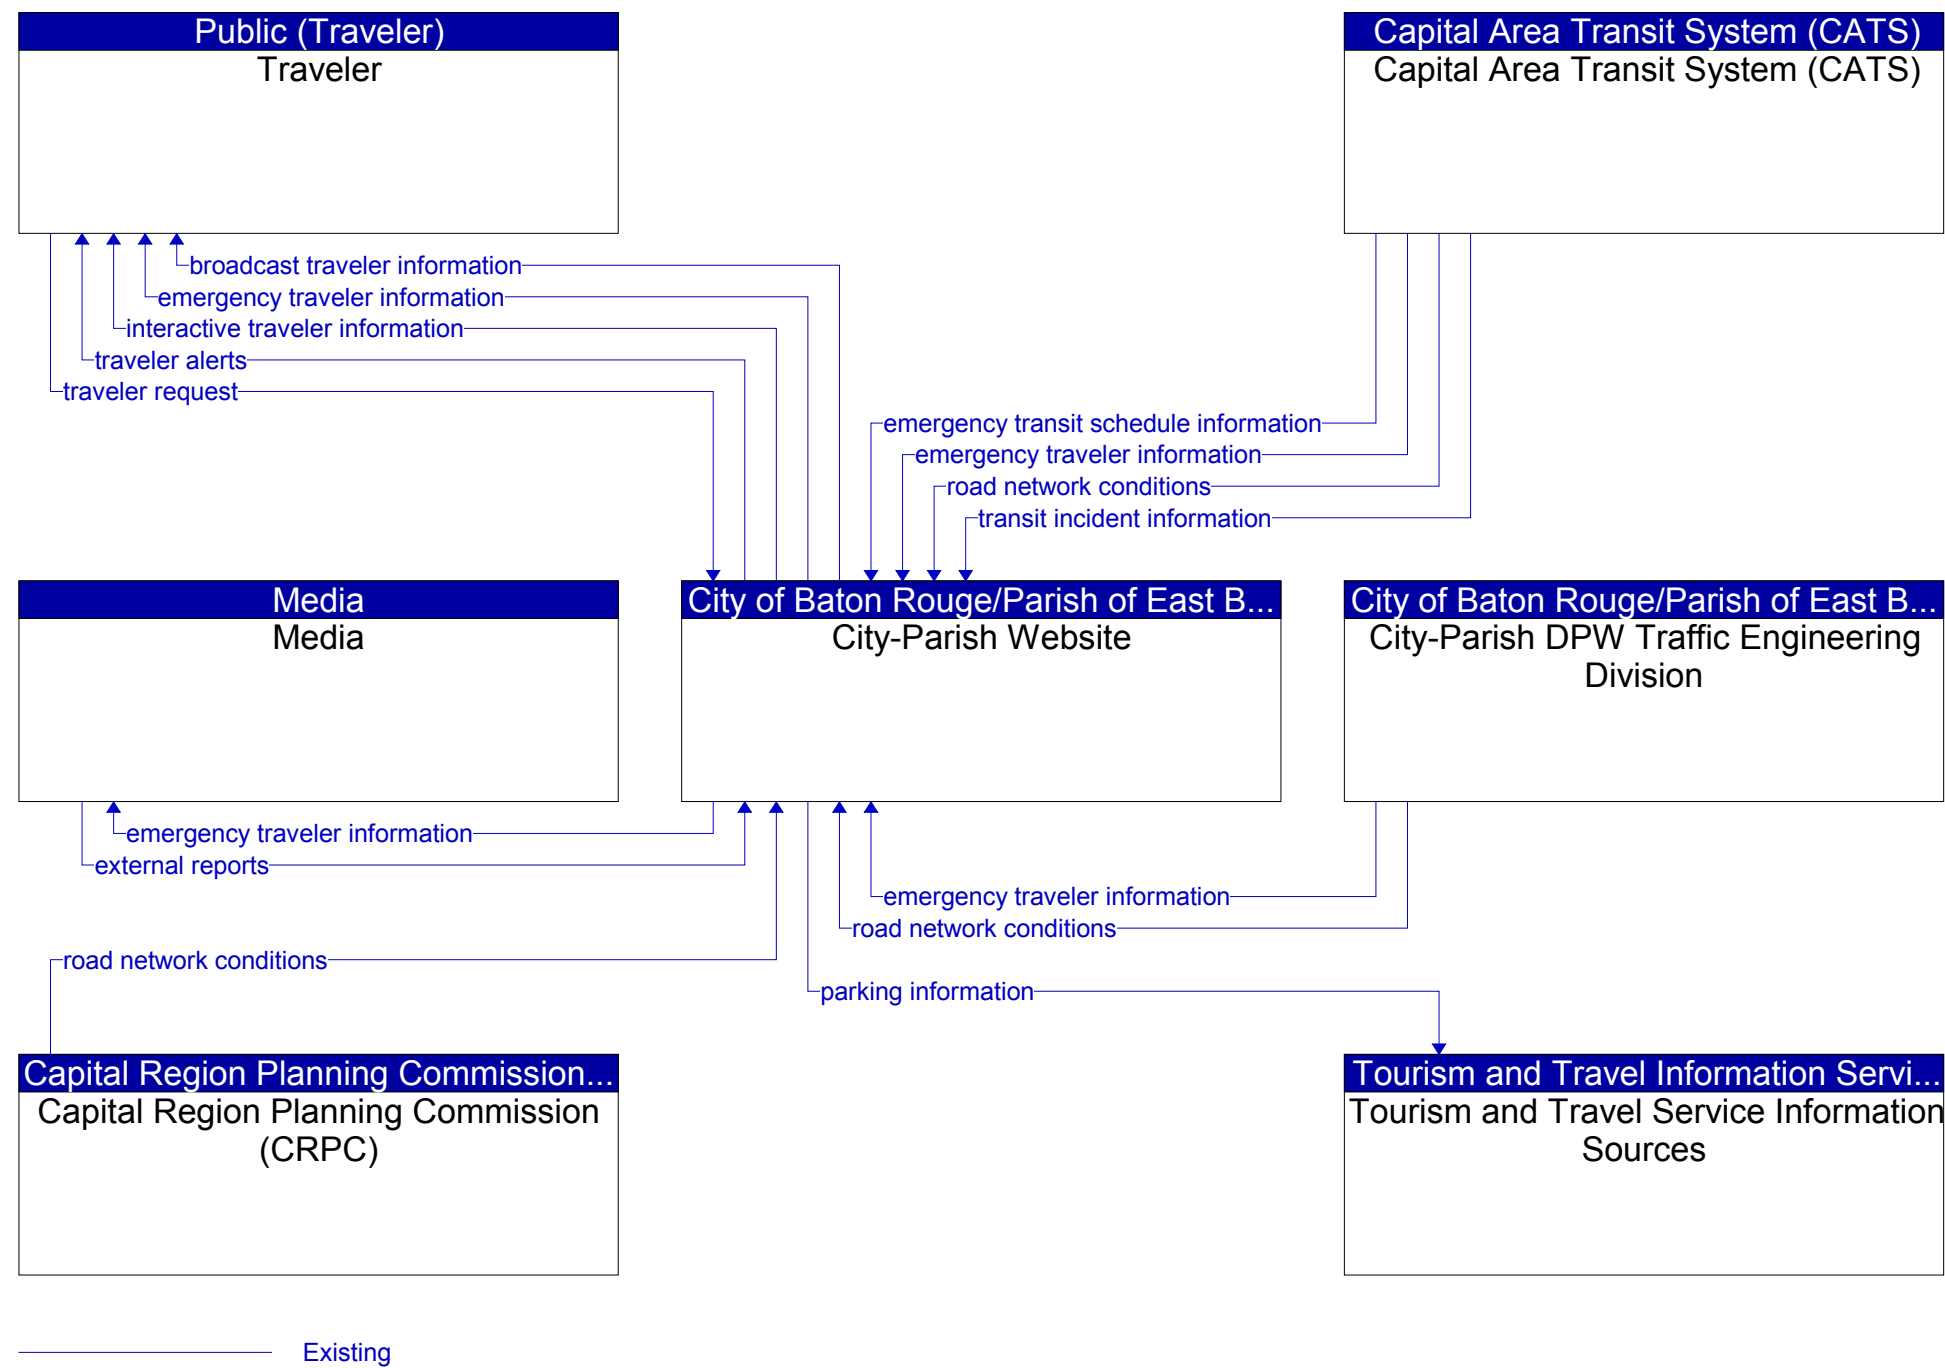 Public (Traveler)
Traveler
Capital Area Transit System (CATS)
Capital Area Transit System (CATS)
broadcast traveler information
emergency traveler information
interactive traveler information
traveler alerts
traveler request
emergency transit schedule information
emergency traveler information
road network conditions
transit incident information
Media
Media
City of Baton Rouge/Parish of East B...
City-Parish Website
City of Baton Rouge/Parish of East B...
City-Parish DPW Traffic Engineering
Division
emergency traveler information
external reports
emergency traveler information
road network conditions
road network conditions
parking information
Capital Region Planning Commission...
Capital Region Planning Commission
(CRPC)
Tourism and Travel Information Servi...
Tourism and Travel Service Information
Sources
Existing